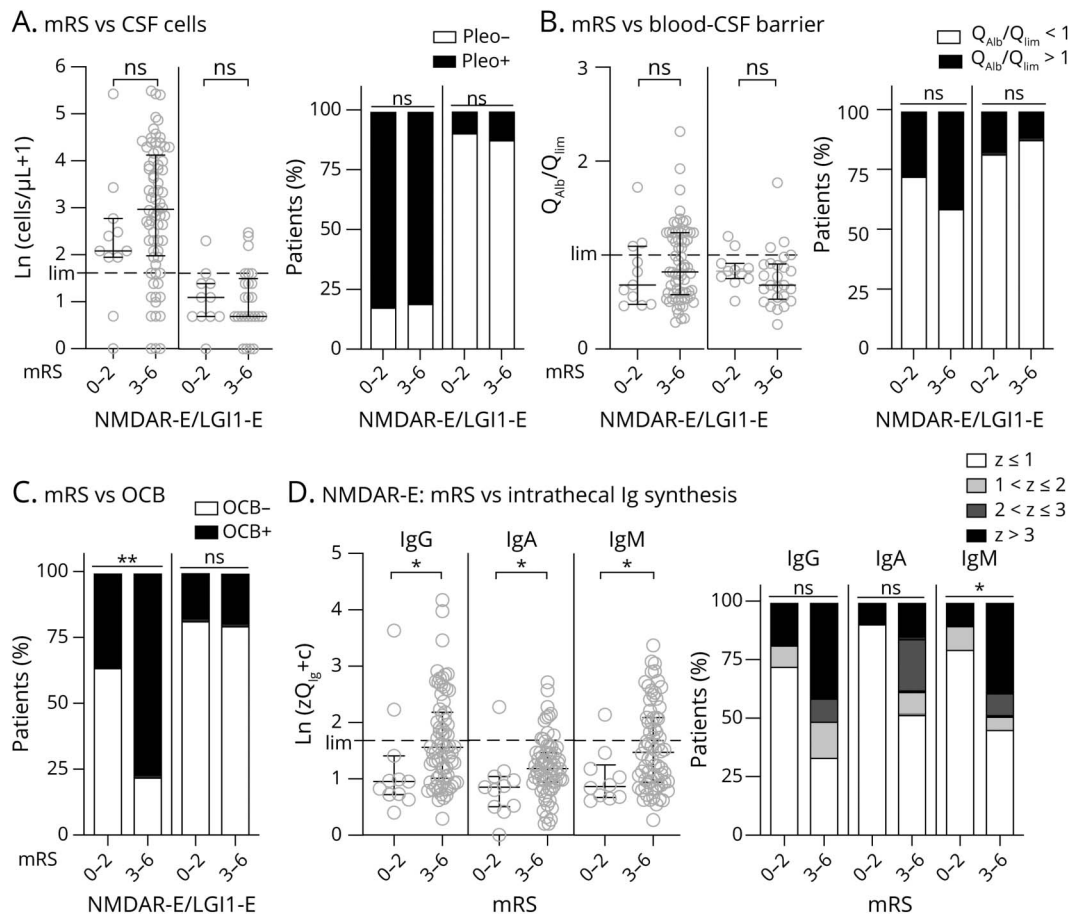 A. mRS vs CSF cells
Pleo–
Pleo+
ns
ns
ns
ns
6
5
4
3
2
lim
1
0
Ln (cells/µL+1)
100
75
50
25
0
Patients (%)
mRS
0–2
3–6
0–2
3–6
0–2
3–6
0–2
3–6
NMDAR-E/LGI1-E
NMDAR-E/LGI1-E
B. mRS vs blood-CSF barrier
QAlb/Qlim < 1
QAlb/Qlim > 1
ns
ns
ns
ns
3
2
lim
0
QAlb/Qlim
100
75
50
25
0
Patients (%)
mRS
0–2
3–6
0–2
3–6
0–2
3–6
0–2
3–6
NMDAR-E/LGI1-E
NMDAR-E/LGI1-E
C. mRS vs OCB
OCB–
OCB+
**
ns
100
75
50
25
0
Patients (%)
mRS
0–2
3–6
0–2
3–6
NMDAR-E/LGI1-E
D. NMDAR-E: mRS vs intrathecal Ig synthesis
z ≤ 1
1 < z ≤ 2
2 < z ≤ 3
z > 3
IgG
IgA
IgM
*
*
*
5
4
3
2
lim
1
0
Ln (zQIg+c)
0–2
3–6
0–2
3–6
0–2
3–6
mRS
IgG
IgA
IgM
ns
ns
*
100
75
50
25
0
Patients (%)
0–2
3–6
0–2
3–6
0–2
3–6
mRS